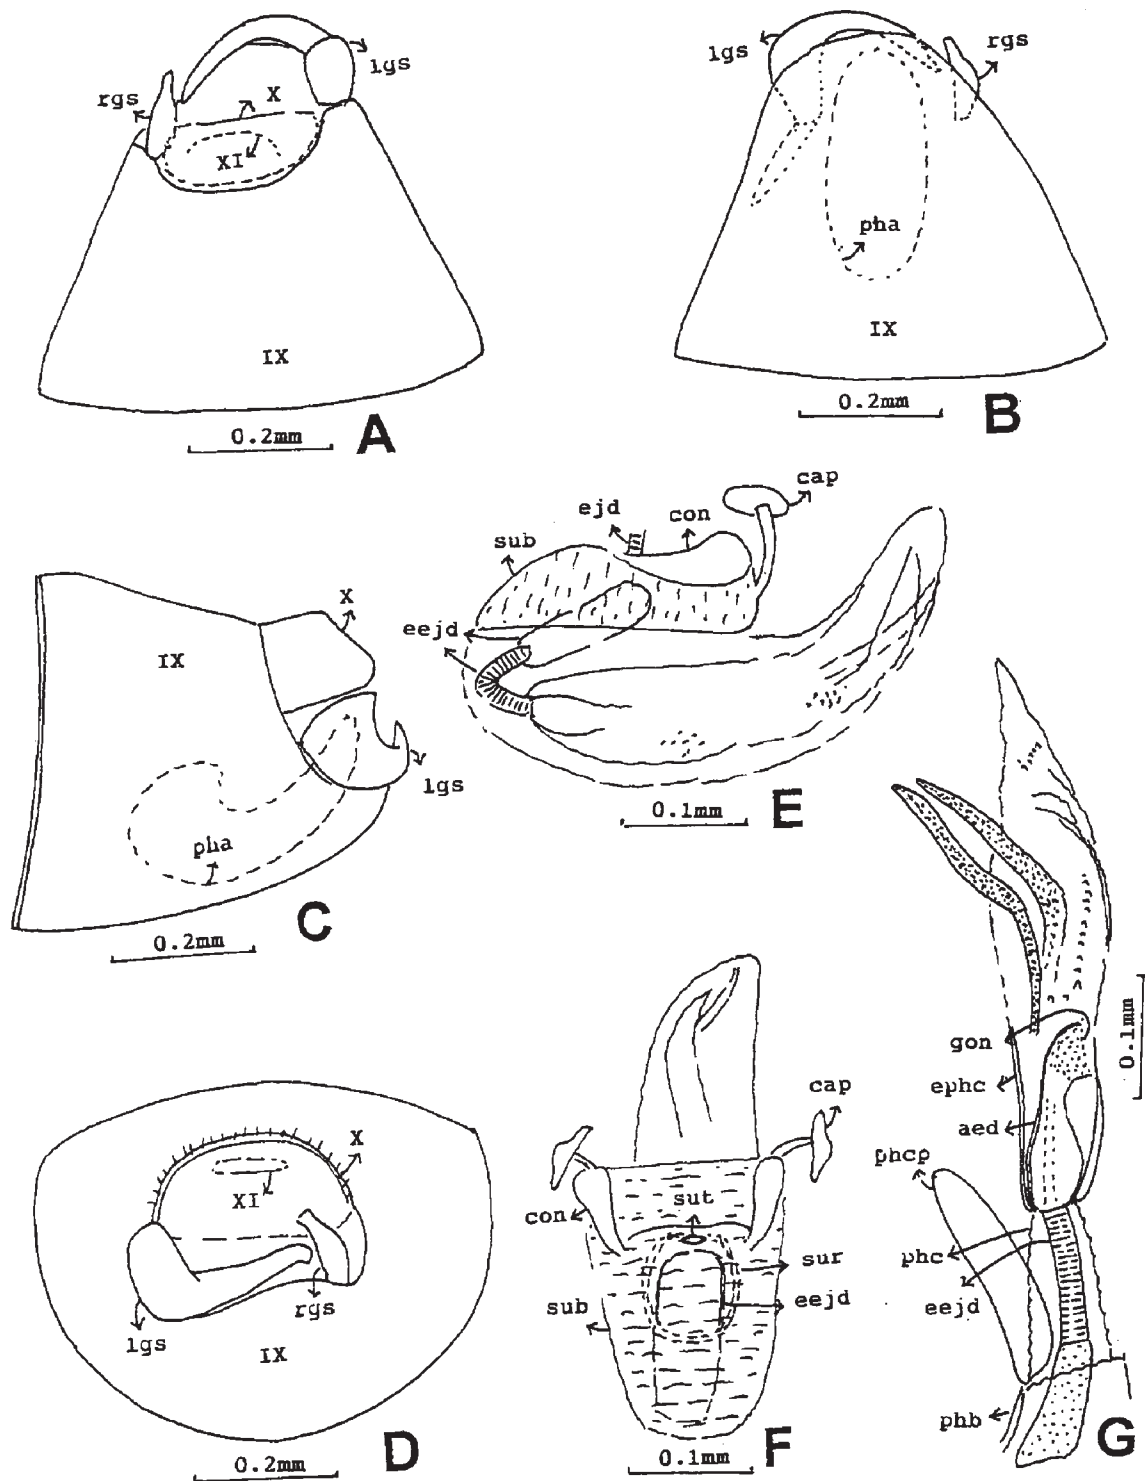 lgs
rgs
X
XI
IX
0.2mm
A
lgs
rgs
pha
IX
0.2mm
B
X
IX
lgs
pha
0.2mm
C
cap
ejd
con
sub
eejd
0.1mm
E
X
XI
rgs
lgs
IX
0.2mm
D
cap
con
sut
sur
sub
eejd
0.1mm
F
gon
ephc
aed
phcp
phc
eejd
phb
0.1mm
G